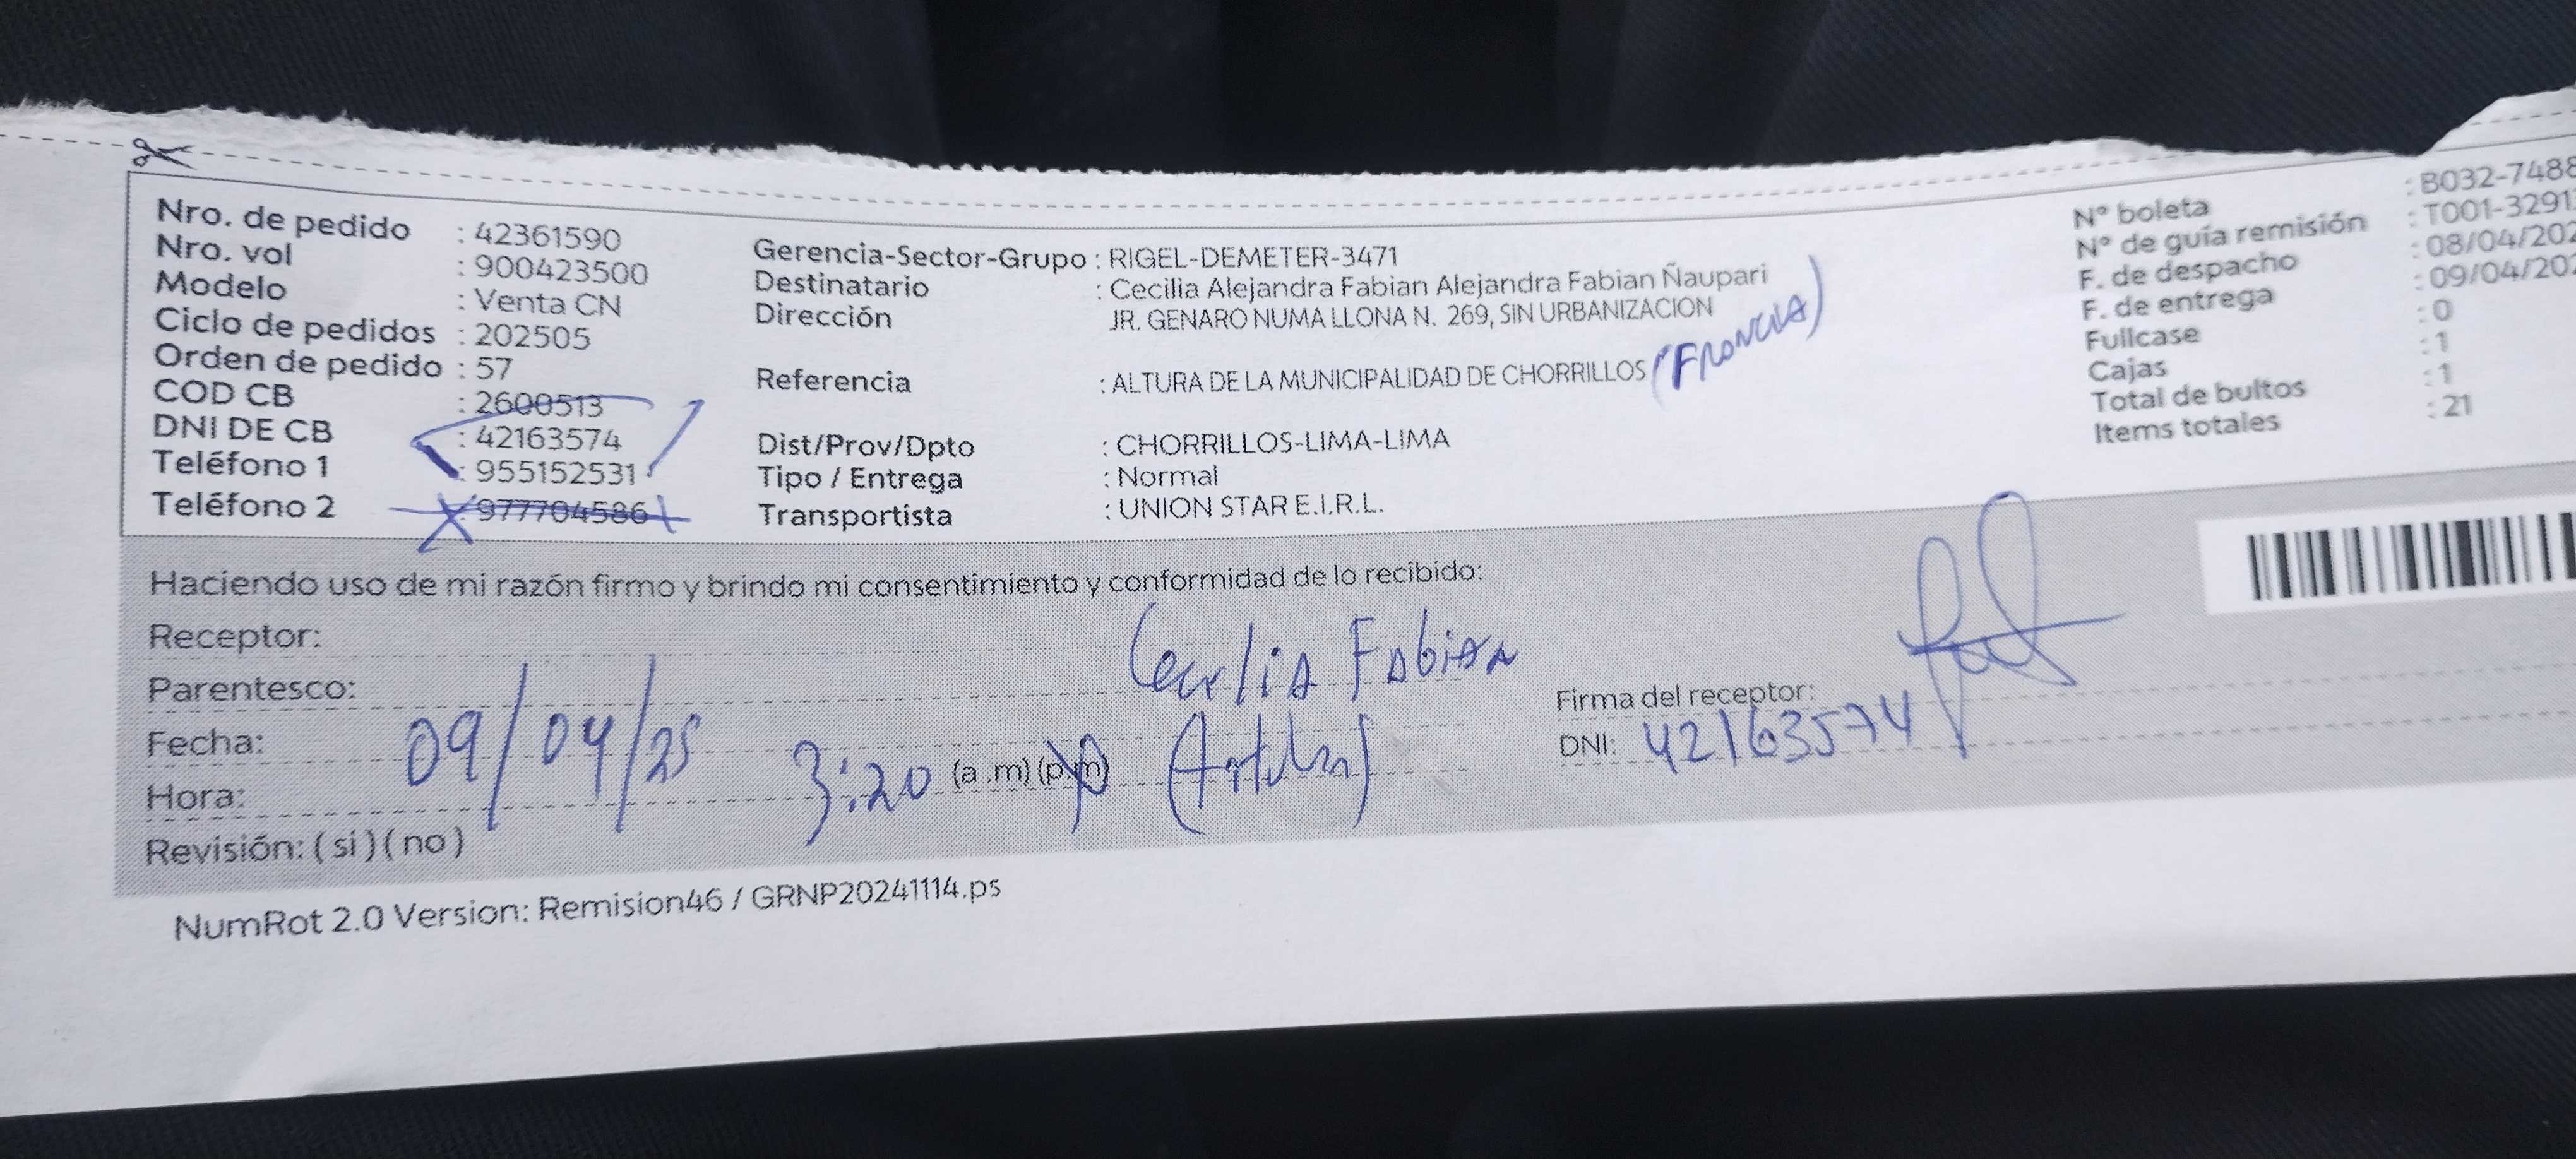 Nro. de pedido : 42361590
Nro. vol : 900423500
Modelo : Venta CN
Ciclo de pedidos : 202505
Orden de pedido : 57
COD CB : 2600513
DNI DE CB : 42163574
Teléfono 1 : 955152531
Teléfono 2 : 977704586
Gerencia-Sector-Grupo : RIGEL-DEMETER-3471
Destinatario : Cecilia Alejandra Fabian Alejandra Fabian Ñaupari
Dirección JR. GENARO NUMA LLONA N. 269, SIN URBANIZACION
Referencia : ALTURA DE LA MUNICIPALIDAD DE CHORRILLOS
Dist/Prov/Dpto : CHORRILLOS-LIMA-LIMA
Tipo / Entrega : Normal
Transportista : UNION STAR E.I.R.L.
N° boleta : B032-7488
N° de guía remisión : T001-3291
F. de despacho : 08/04/202
F. de entrega : 09/04/202
Fullcase : 0
Cajas : 1
Total de bultos : 1
Items totales : 21
Haciendo uso de mi razón firmo y brindo mi consentimiento y conformidad de lo recibido:
Receptor: Cecilia Fabian
Parentesco:
Fecha: 09/04/25
Hora: 3:20 (a .m) (p.m)
Revisión: ( si ) ( no )
Firma del receptor:
DNI: 42163574
NumRot 2.0 Version: Remision46 / GRNP20241114.ps